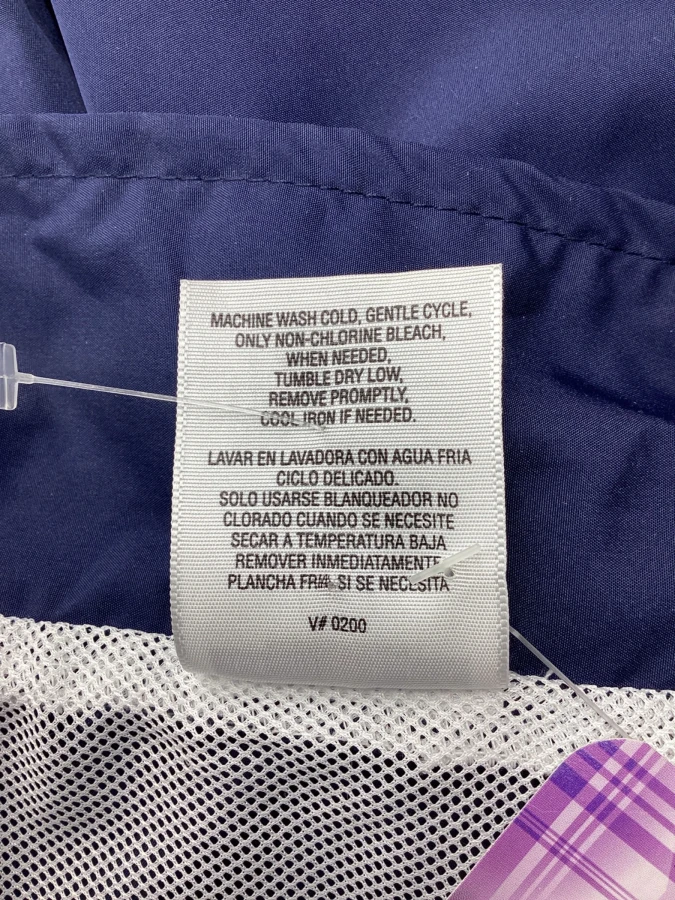 MACHINE WASH COLD, GENTLE CYCLE,
ONLY NON-CHLORINE BLEACH,
WHEN NEEDED,
TUMBLE DRY LOW,
REMOVE PROMPTLY,
COOL IRON IF NEEDED.
LAVAR EN LAVADORA CON AGUA FRIA
CICLO DELICADO.
SOLO USARSE BLANQUEADOR NO
CLORADO CUANDO SE NECESITE
SECAR A TEMPERATURA BAJA
REMOVER INMEDIATAMENTE
PLANCHA FRIA SI SE NECESITA
V# 0200